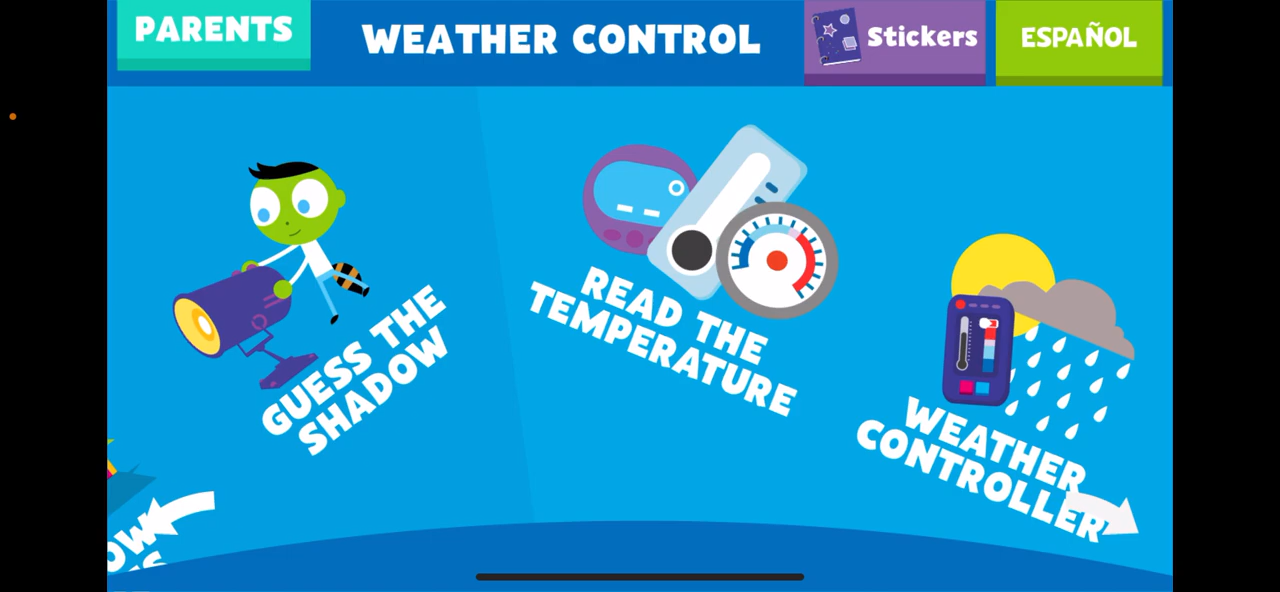 PARENTS
WEATHER CONTROL
Stickers
ESPAÑOL
GUESS THE
SHADOW
READ THE
TEMPERATURE
WEATHER
CONTROLLER